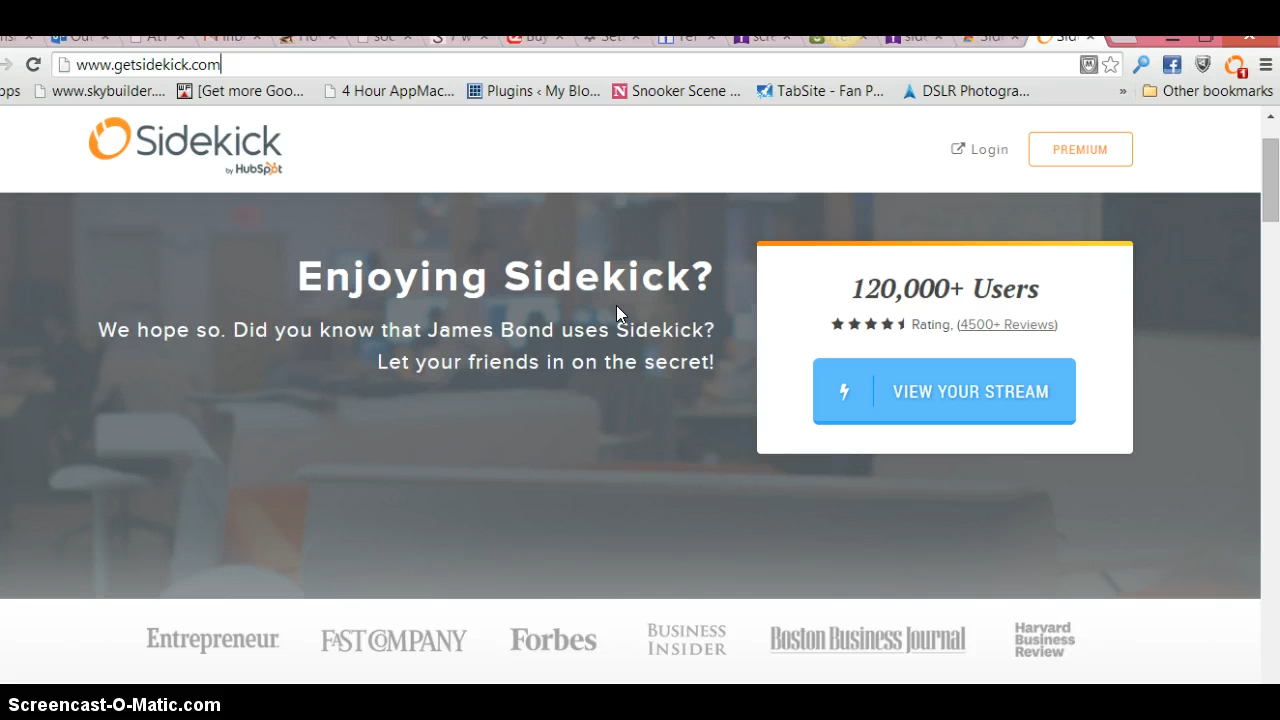 www.getsidekick.com
www.skybuilder.... [Get more Goo... 4 Hour AppMac... Plugins ‹ My Blo... Snooker Scene ... TabSite - Fan P... DSLR Photogra... » Other bookmarks
Sidekick
by HubSpot
Login
PREMIUM
Enjoying Sidekick?
We hope so. Did you know that James Bond uses Sidekick?
Let your friends in on the secret!
120,000+ Users
Rating, (4500+ Reviews)
VIEW YOUR STREAM
Entrepreneur FAST COMPANY Forbes BUSINESS INSIDER Boston Business Journal Harvard Business Review
Screencast-O-Matic.com